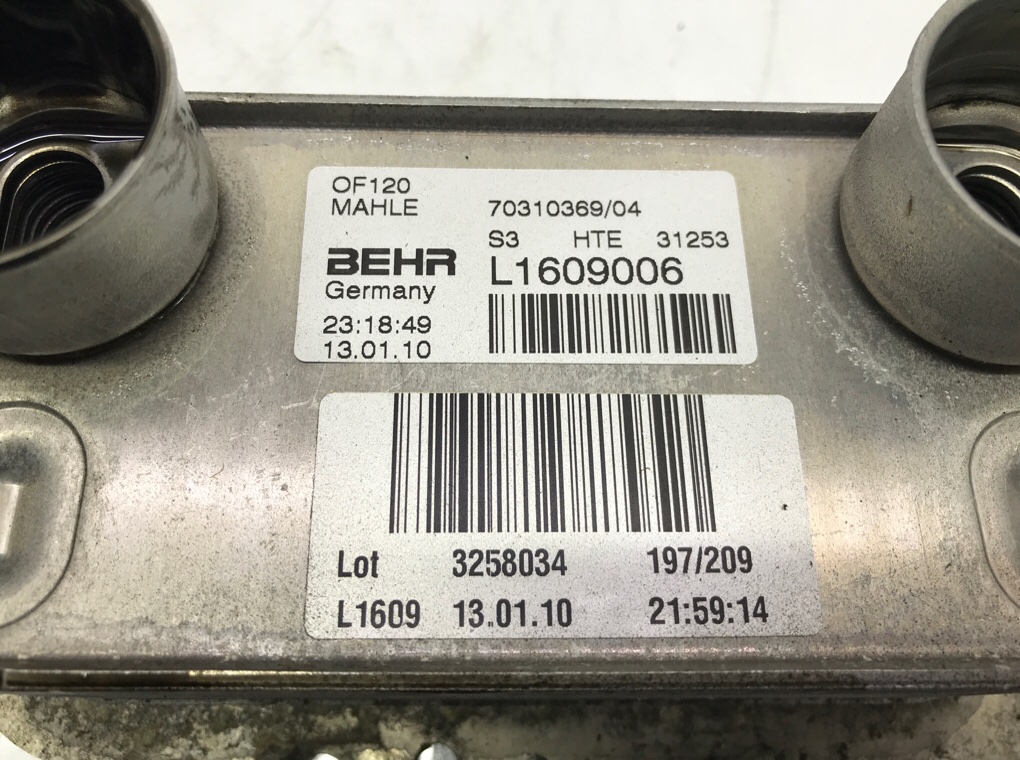 OF120
MAHLE 70310369/04
S3 HTE 31253
BEHR L1609006
Germany
23:18:49
13.01.10
Lot 3258034 197/209
L1609 13.01.10 21:59:14